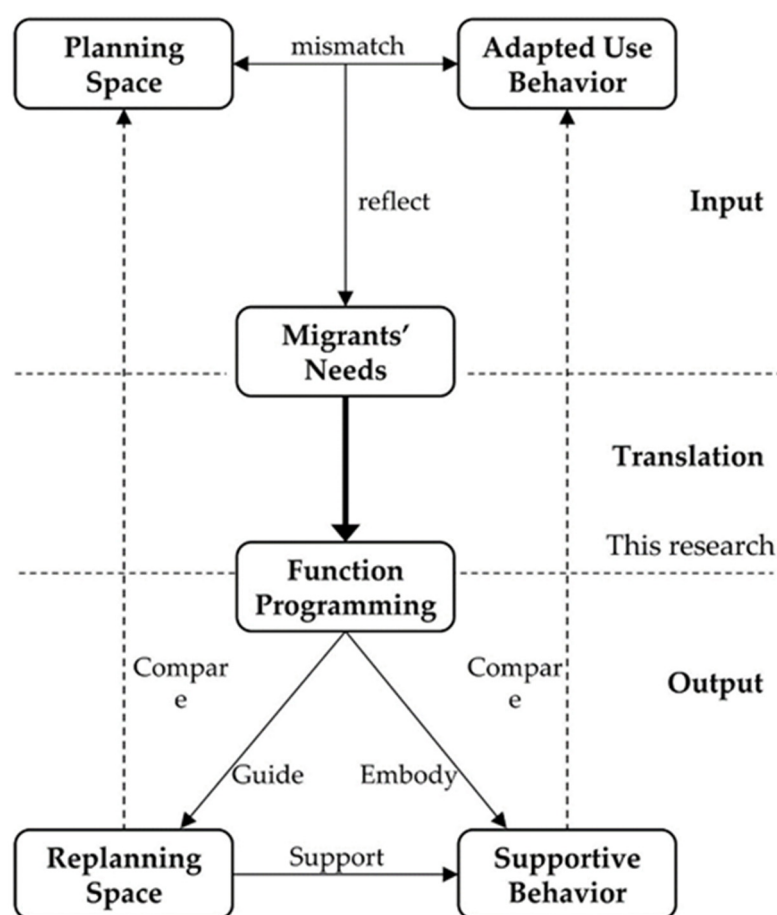 Planning
Space
mismatch
Adapted Use
Behavior
reflect
Input
Migrants’
Needs
Translation
This research
Function
Programming
Compar
e
Compar
e
Output
Guide
Embody
Replanning
Space
Support
Supportive
Behavior